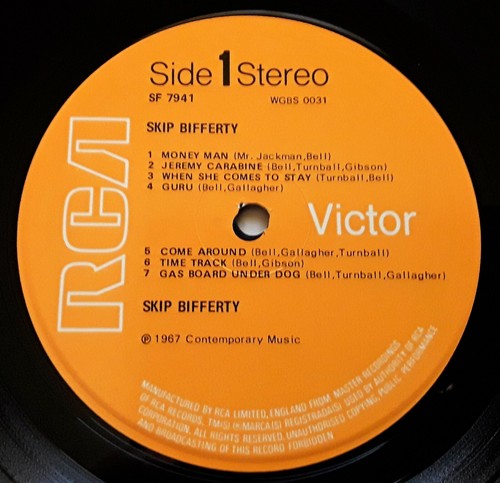 Side 1 Stereo
SF 7941 WGBS 0031
SKIP BIFFERTY
1 MONEY MAN (Mr. Jackman,Bell)
2 JEREMY CARABINE (Bell,Turnball,Gibson)
3 WHEN SHE COMES TO STAY (Turnball,Bell)
4 GURU (Bell,Gallagher)
RCA Victor
5 COME AROUND (Bell,Gallagher,Turnball)
6 TIME TRACK (Bell,Gibson)
7 GAS BOARD UNDER DOG (Bell,Turnball,Gallagher)
SKIP BIFFERTY
℗ 1967 Contemporary Music
MANUFACTURED BY RCA LIMITED, ENGLAND FROM MASTER RECORDINGS
OF RCA RECORDS, TM(S) ® MARCA(S) REGISTRADA(S) USED BY AUTHORITY OF RCA
CORPORATION. ALL RIGHTS RESERVED. UNAUTHORISED COPYING, PUBLIC PERFORMANCE
AND BROADCASTING OF THIS RECORD FORBIDDEN